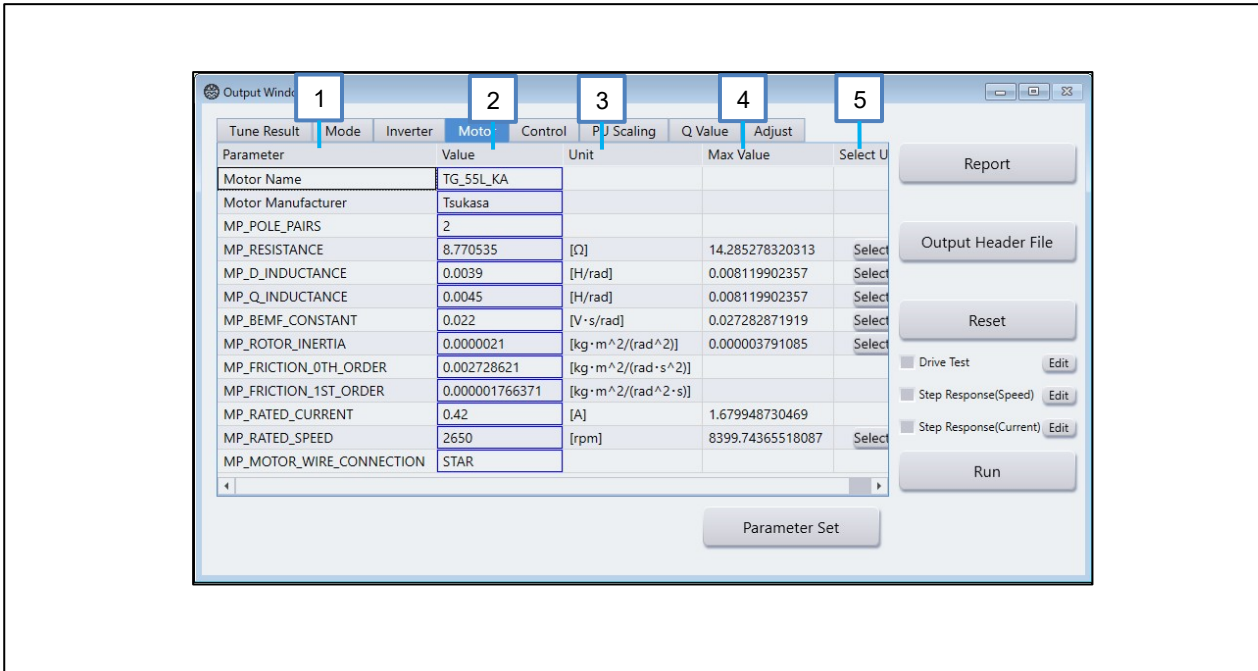 1 2 3 4 5
Output Windo
Tune Result Mode Inverter Motor Control PU Scaling Q Value Adjust
Parameter Value Unit Max Value Select U
Motor Name TG_55L_KA
Motor Manufacturer Tsukasa
MP_POLE_PAIRS 2
MP_RESISTANCE 8.770535 [Ω] 14.285278320313 Select
MP_D_INDUCTANCE 0.0039 [H/rad] 0.008119902357 Select
MP_Q_INDUCTANCE 0.0045 [H/rad] 0.008119902357 Select
MP_BEMF_CONSTANT 0.022 [V・s/rad] 0.027282871919 Select
MP_ROTOR_INERTIA 0.0000021 [kg・m^2/(rad^2)] 0.000003791085 Select
MP_FRICTION_0TH_ORDER 0.002728621 [kg・m^2/(rad・s^2)]
MP_FRICTION_1ST_ORDER 0.000001766371 [kg・m^2/(rad^2・s)]
MP_RATED_CURRENT 0.42 [A] 1.679948730469
MP_RATED_SPEED 2650 [rpm] 8399.74365518087 Select
MP_MOTOR_WIRE_CONNECTION STAR
Parameter Set
Report
Output Header File
Reset
Drive Test Edit
Step Response(Speed) Edit
Step Response(Current) Edit
Run